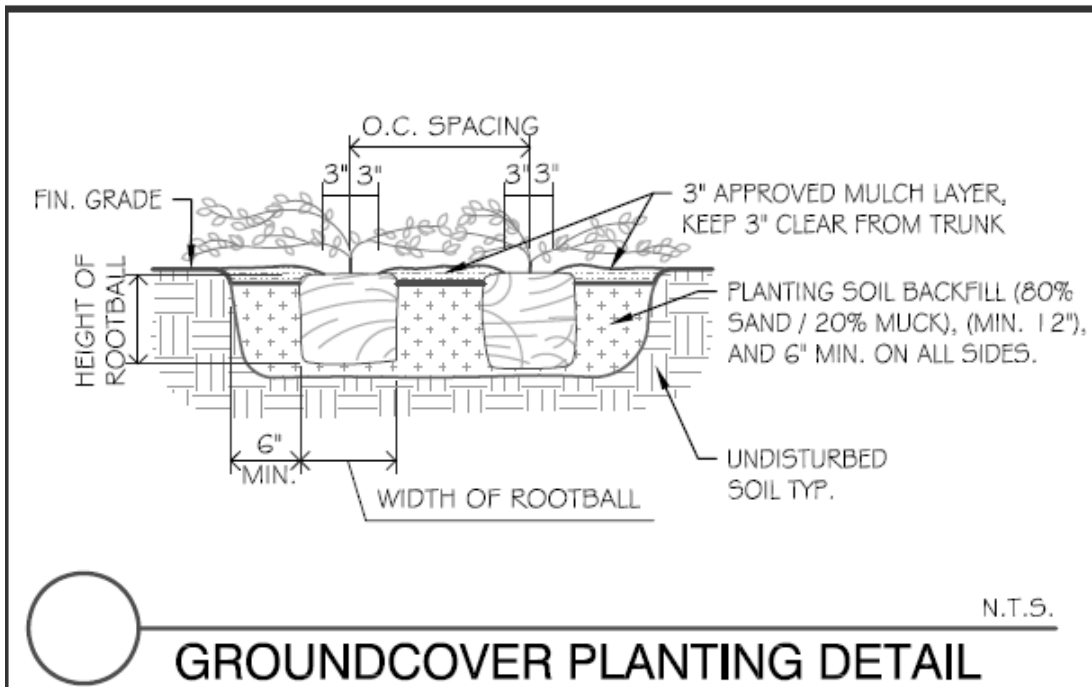 O.C. SPACING
3" 3" 3" 3"
FIN. GRADE
3" APPROVED MULCH LAYER,
KEEP 3" CLEAR FROM TRUNK
HEIGHT OF
ROOTBALL
PLANTING SOIL BACKFILL (80%
SAND / 20% MUCK), (MIN. 12"),
AND 6" MIN. ON ALL SIDES.
6"
MIN.
UNDISTURBED
SOIL TYP.
WIDTH OF ROOTBALL
N.T.S.
GROUNDCOVER PLANTING DETAIL